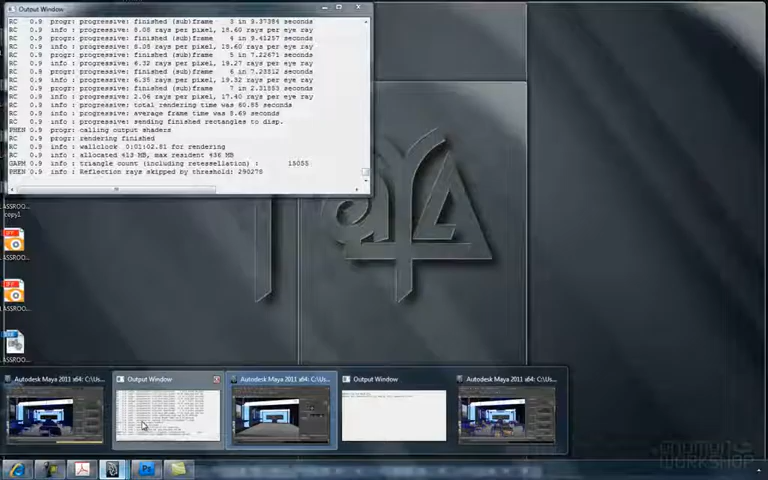 Output Window
RC 0.9 progr: progressive: finished (sub)frame 3 in 9.37384 seconds
RC 0.9 info : progressive: 8.08 rays per pixel, 18.60 rays per eye ray
RC 0.9 progr: progressive: finished (sub)frame 4 in 9.41257 seconds
RC 0.9 info : progressive: 8.08 rays per pixel, 18.60 rays per eye ray
RC 0.9 progr: progressive: finished (sub)frame 5 in 7.22671 seconds
RC 0.9 info : progressive: 6.32 rays per pixel, 18.27 rays per eye ray
RC 0.9 progr: progressive: finished (sub)frame 6 in 7.23312 seconds
RC 0.9 info : progressive: 6.35 rays per pixel, 19.32 rays per eye ray
RC 0.9 progr: progressive: finished (sub)frame 7 in 2.31853 seconds
RC 0.9 info : progressive: 2.06 rays per pixel, 17.40 rays per eye ray
RC 0.9 info : progressive: total rendering time was 60.85 seconds
RC 0.9 info : progressive: average frame time was 8.69 seconds
RC 0.9 info : progressive: sending finished rectangles to disp.
PHEN 0.9 progr: calling output shaders
RC 0.9 progr: rendering finished
RC 0.9 info : wallclock 0:01:02.81 for rendering
RC 0.9 info : allocated 413 MB, max resident 436 MB
GAPM 0.9 info : triangle count (including retessellation) : 15055
PHEN 0.9 info : Reflection rays skipped by threshold: 290275
copy1
Autodesk Maya 2011 x64: C:\Us...
Output Window
Autodesk Maya 2011 x64: C:\Us...
Output Window
Autodesk Maya 2011 x64: C:\Us...
GNOMON
WORKSHOP
Ps